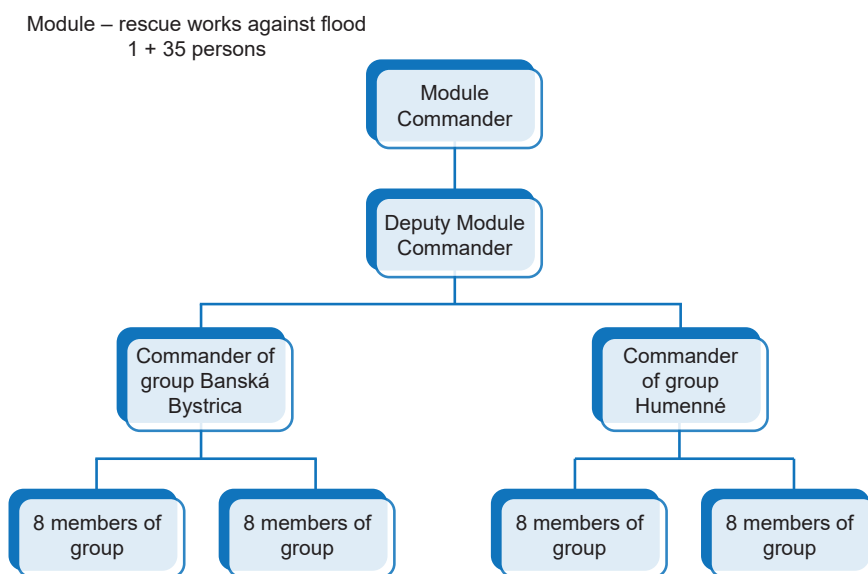 Module – rescue works against flood
1 + 35 persons
Module
Commander
Deputy Module
Commander
Commander of
group Banská
Bystrica
Commander
of group
Humenné
8 members of
group
8 members of
group
8 members of
group
8 members of
group